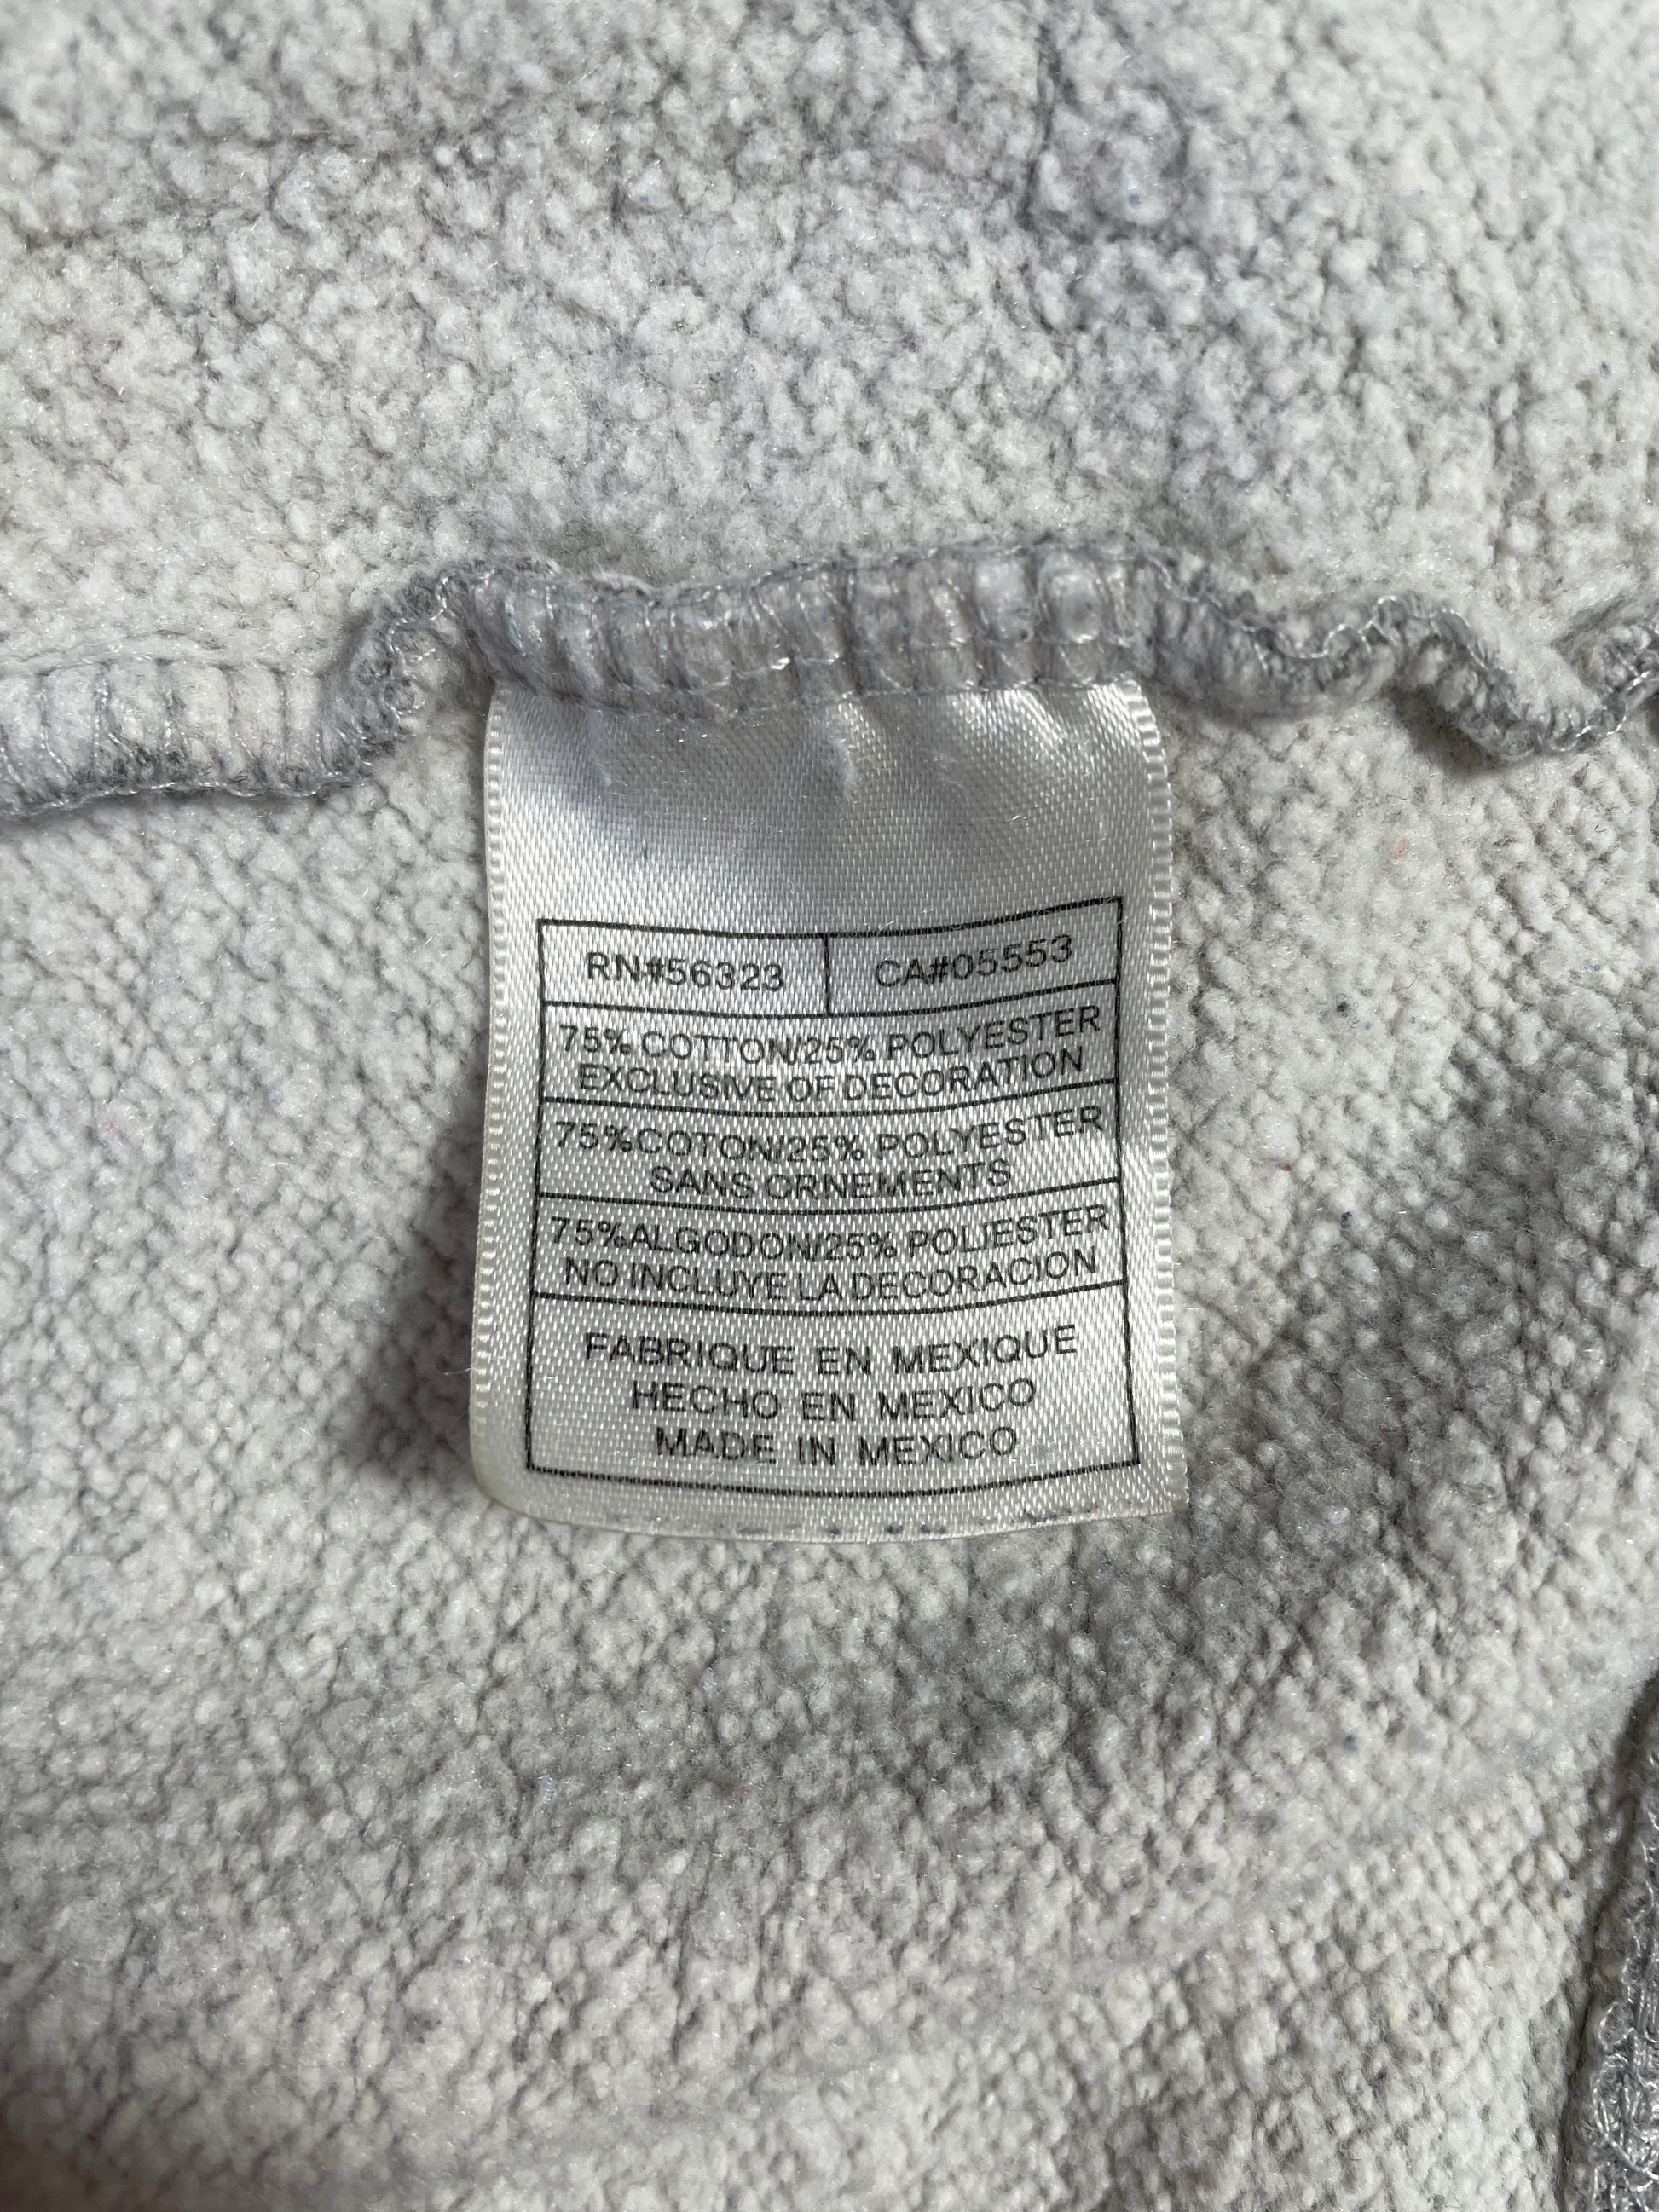 RN#56323 CA#05553
75% COTTON/25% POLYESTER
EXCLUSIVE OF DECORATION
75%COTON/25% POLYESTER
SANS ORNEMENTS
75%ALGODON/25% POLIESTER
NO INCLUYE LA DECORACION
FABRIQUE EN MEXIQUE
HECHO EN MEXICO
MADE IN MEXICO